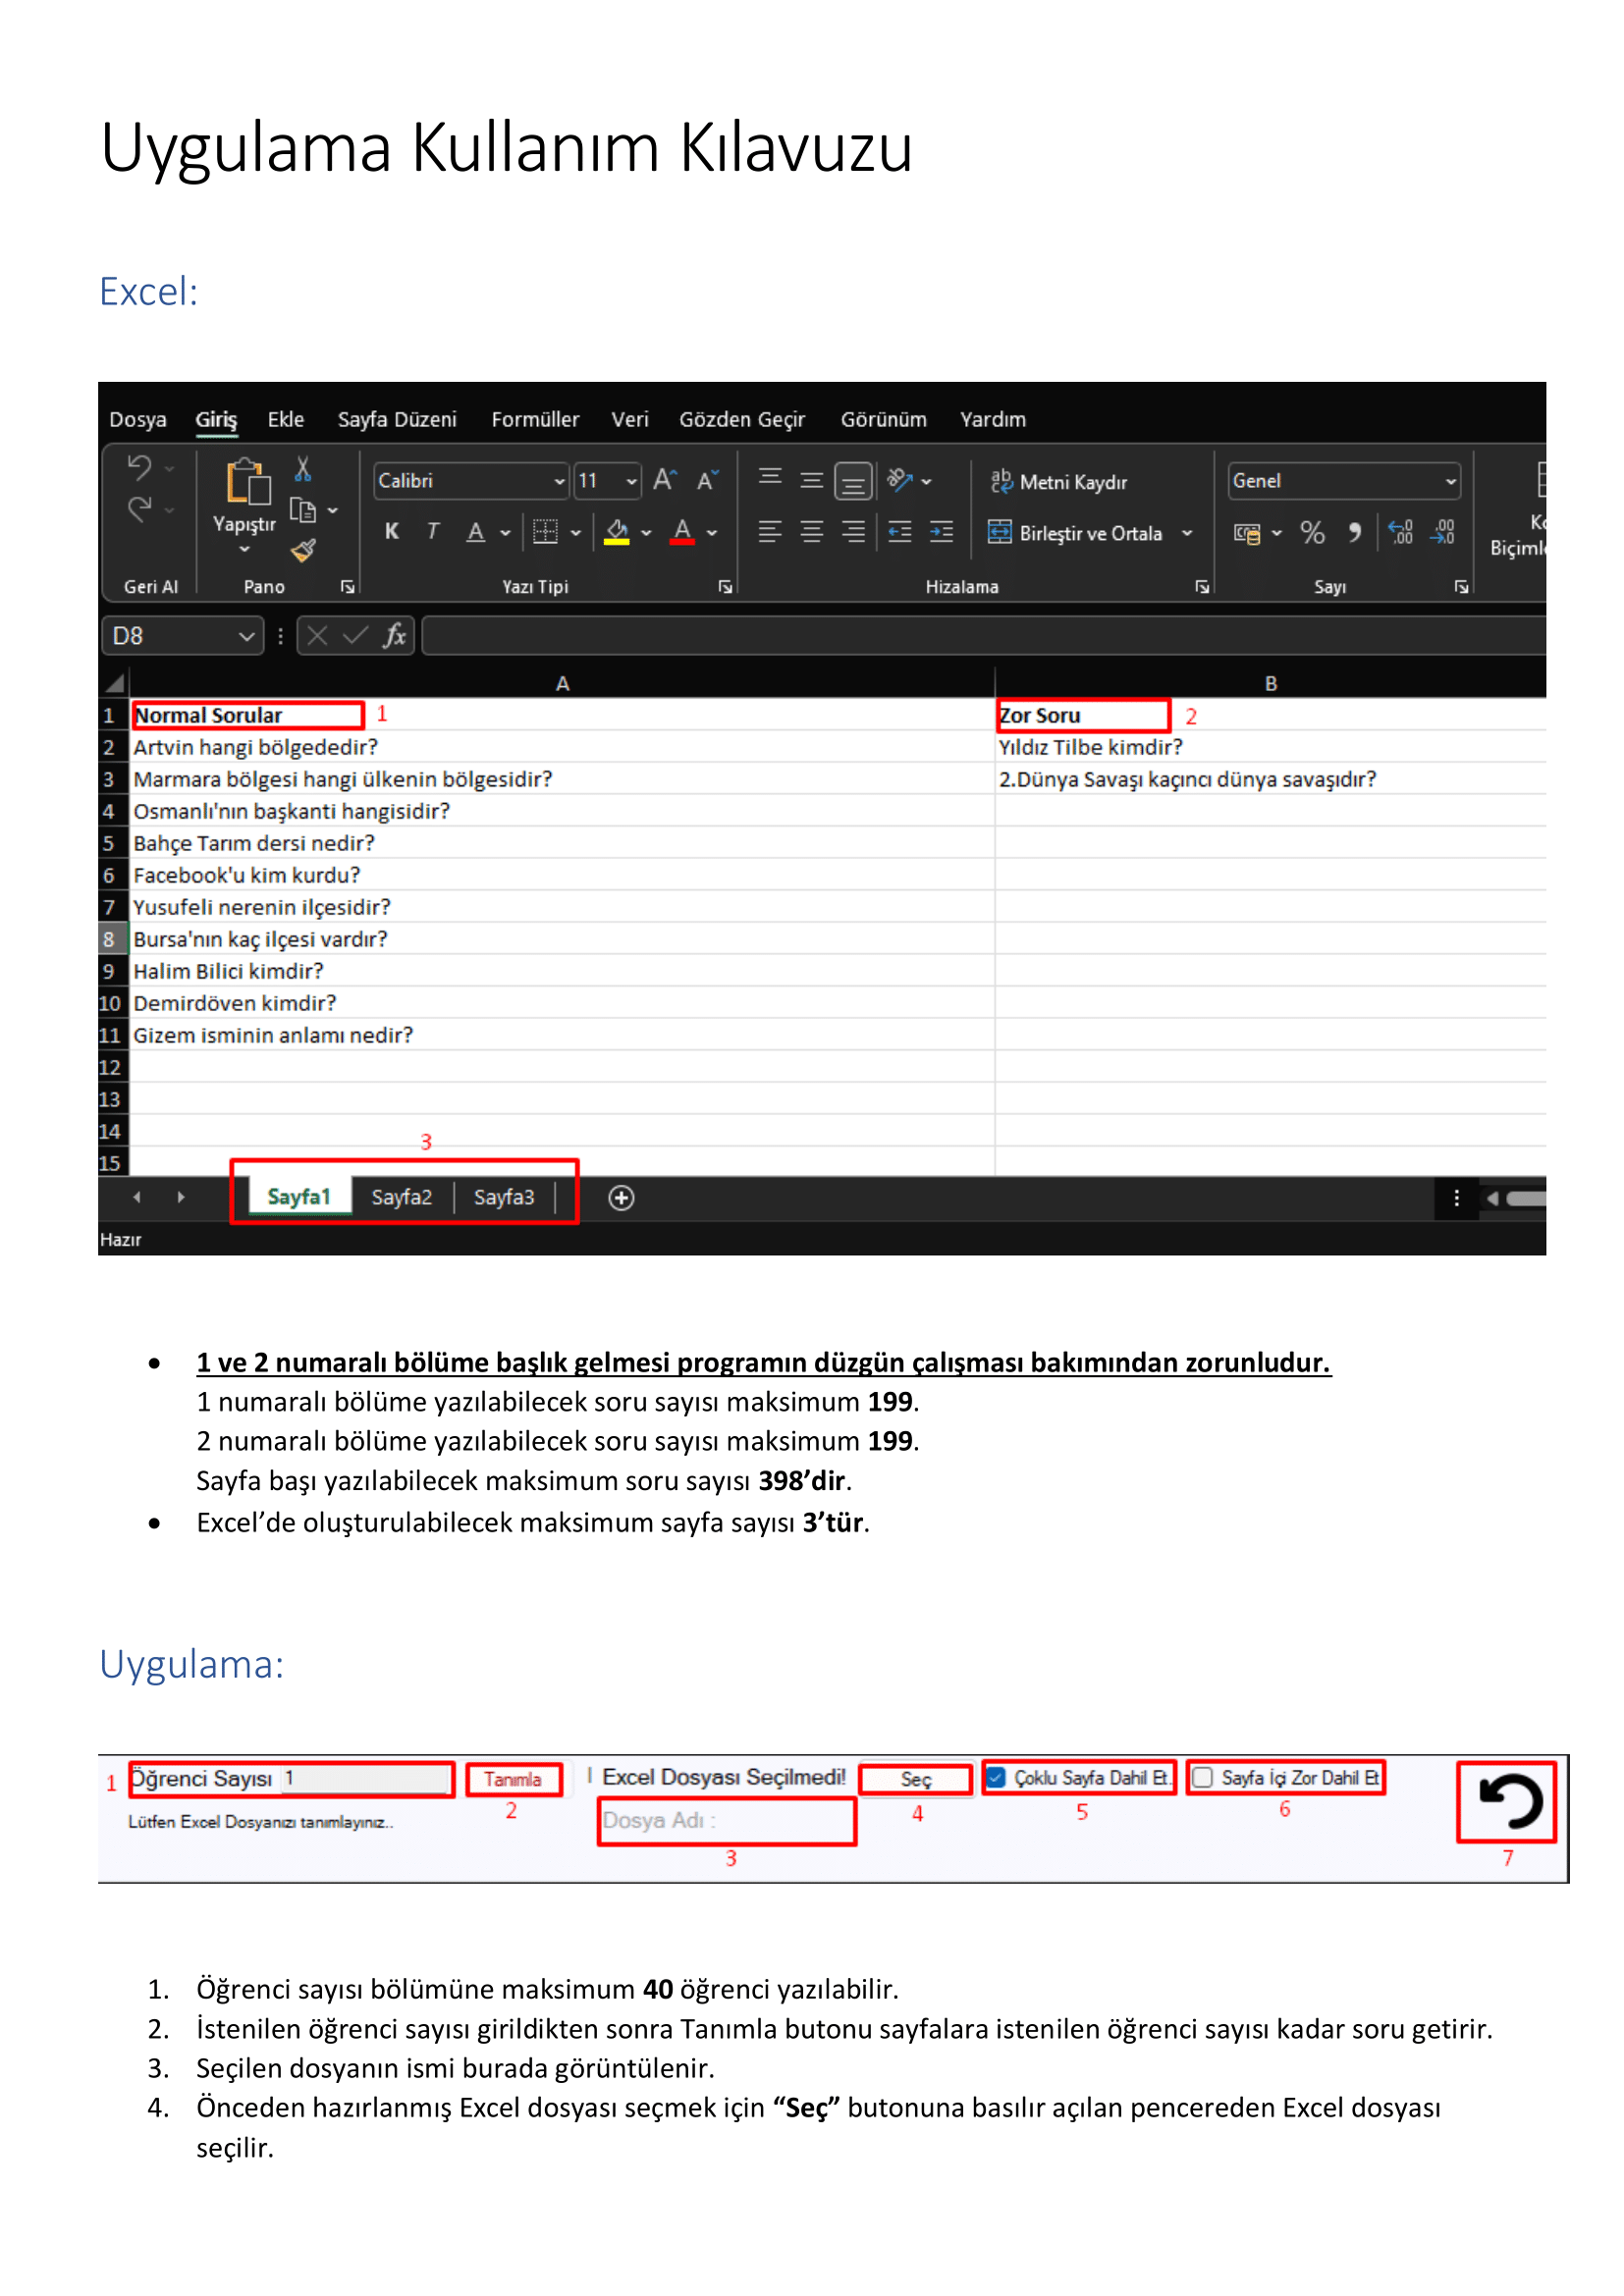 Uygulama Kullanım Kılavuzu
Excel:
Dosya Giriş Ekle Sayfa Düzeni Formüller Veri Gözden Geçir Görünüm Yardım
Calibri 11 Metni Kaydır Genel
Yapıştır K T A A Birleştir ve Ortala % Biçiml
Geri Al Pano Yazı Tipi Hizalama Sayı
D8 fx
A B
1 Normal Sorular 1 Zor Soru 2
2 Artvin hangi bölgededir? Yıldız Tilbe kimdir?
3 Marmara bölgesi hangi ülkenin bölgesidir? 2.Dünya Savaşı kaçıncı dünya savaşıdır?
4 Osmanlı'nın başkanti hangisidir?
5 Bahçe Tarım dersi nedir?
6 Facebook'u kim kurdu?
7 Yusufeli nerenin ilçesidir?
8 Bursa'nın kaç ilçesi vardır?
9 Halim Bilici kimdir?
10 Demirdöven kimdir?
11 Gizem isminin anlamı nedir?
12
13
14
3
15
Sayfa1 Sayfa2 Sayfa3
Hazır
• 1 ve 2 numaralı bölüme başlık gelmesi programın düzgün çalışması bakımından zorunludur.
1 numaralı bölüme yazılabilecek soru sayısı maksimum 199.
2 numaralı bölüme yazılabilecek soru sayısı maksimum 199.
Sayfa başı yazılabilecek maksimum soru sayısı 398’dir.
• Excel’de oluşturulabilecek maksimum sayfa sayısı 3’tür.
Uygulama:
1 Öğrenci Sayısı 1 Tanımla Excel Dosyası Seçilmedi! Seç Çoklu Sayfa Dahil Et. Sayfa İçi Zor Dahil Et
2 4 5 6
Lütfen Excel Dosyanızı tanımlayınız.. Dosya Adı :
3 7
1. Öğrenci sayısı bölümüne maksimum 40 öğrenci yazılabilir.
2. İstenilen öğrenci sayısı girildikten sonra Tanımla butonu sayfalara istenilen öğrenci sayısı kadar soru getirir.
3. Seçilen dosyanın ismi burada görüntülenir.
4. Önceden hazırlanmış Excel dosyası seçmek için “Seç” butonuna basılır açılan pencereden Excel dosyası
seçilir.